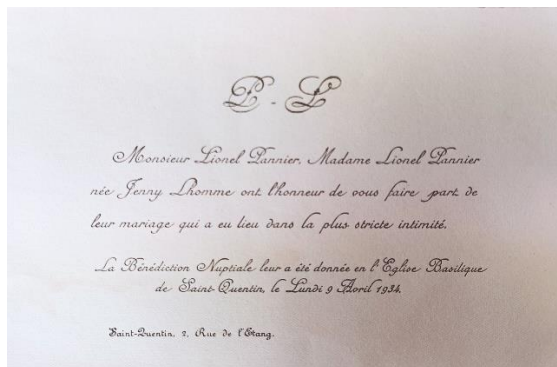 P - L
Monsieur Lionel Pannier, Madame Lionel Pannier
née Jenny Lhomme ont l'honneur de vous faire part de
leur mariage qui a eu lieu dans la plus stricte intimité.
La Bénédiction Nuptiale leur a été donnée en l'Eglise Basilique
de Saint-Quentin, le Lundi 9 Avril 1934.
Saint-Quentin, 2, Rue de l'Etang.